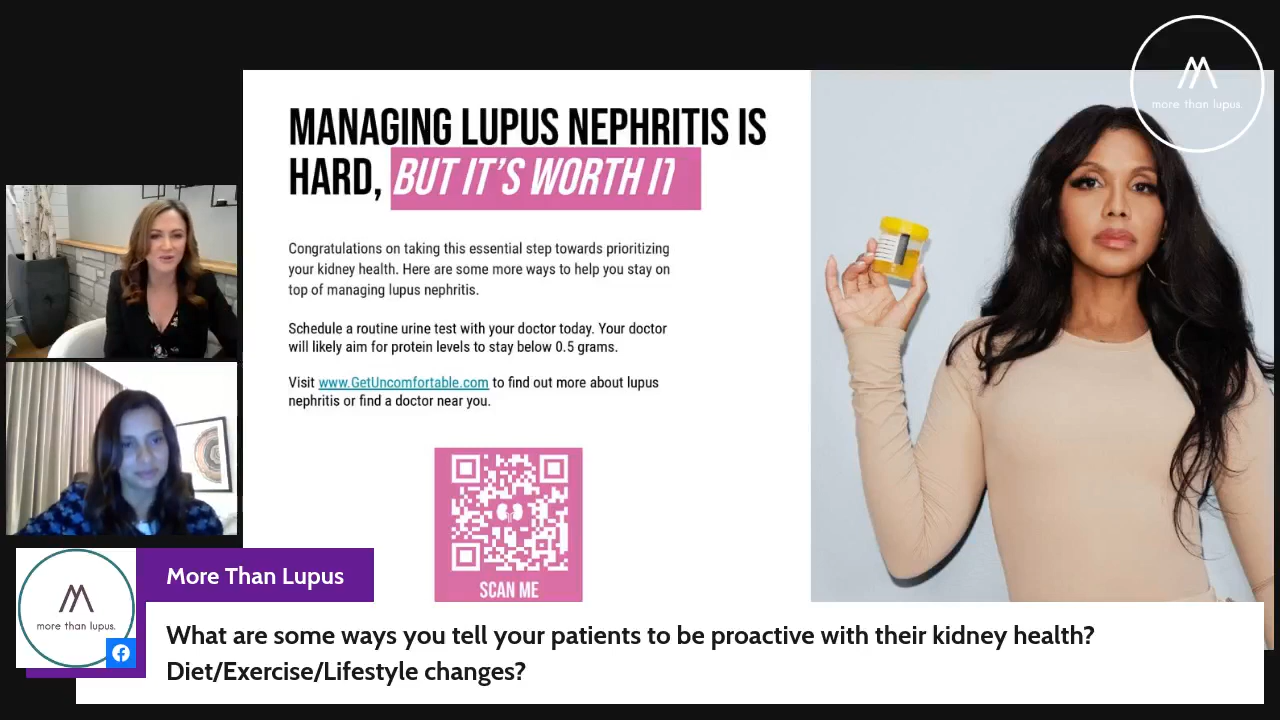 more than lupus.
MANAGING LUPUS NEPHRITIS IS
HARD, BUT IT'S WORTH IT
Congratulations on taking this essential step towards prioritizing
your kidney health. Here are some more ways to help you stay on
top of managing lupus nephritis.
Schedule a routine urine test with your doctor today. Your doctor
will likely aim for protein levels to stay below 0.5 grams.
Visit www.GetUncomfortable.com to find out more about lupus
nephritis or find a doctor near you.
SCAN ME
More Than Lupus
more than lupus.
What are some ways you tell your patients to be proactive with their kidney health?
Diet/Exercise/Lifestyle changes?